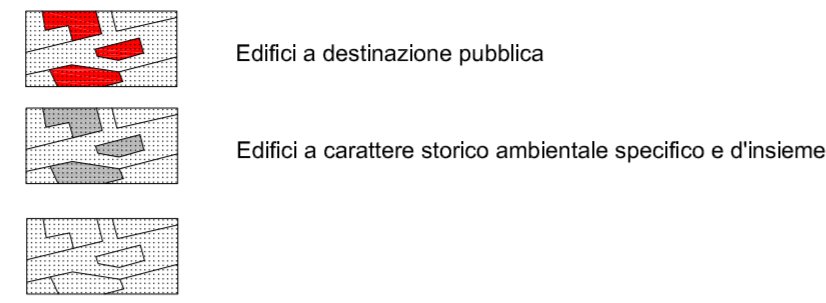 Edifici a destinazione pubblica
Edifici a carattere storico ambientale specifico e d'insieme